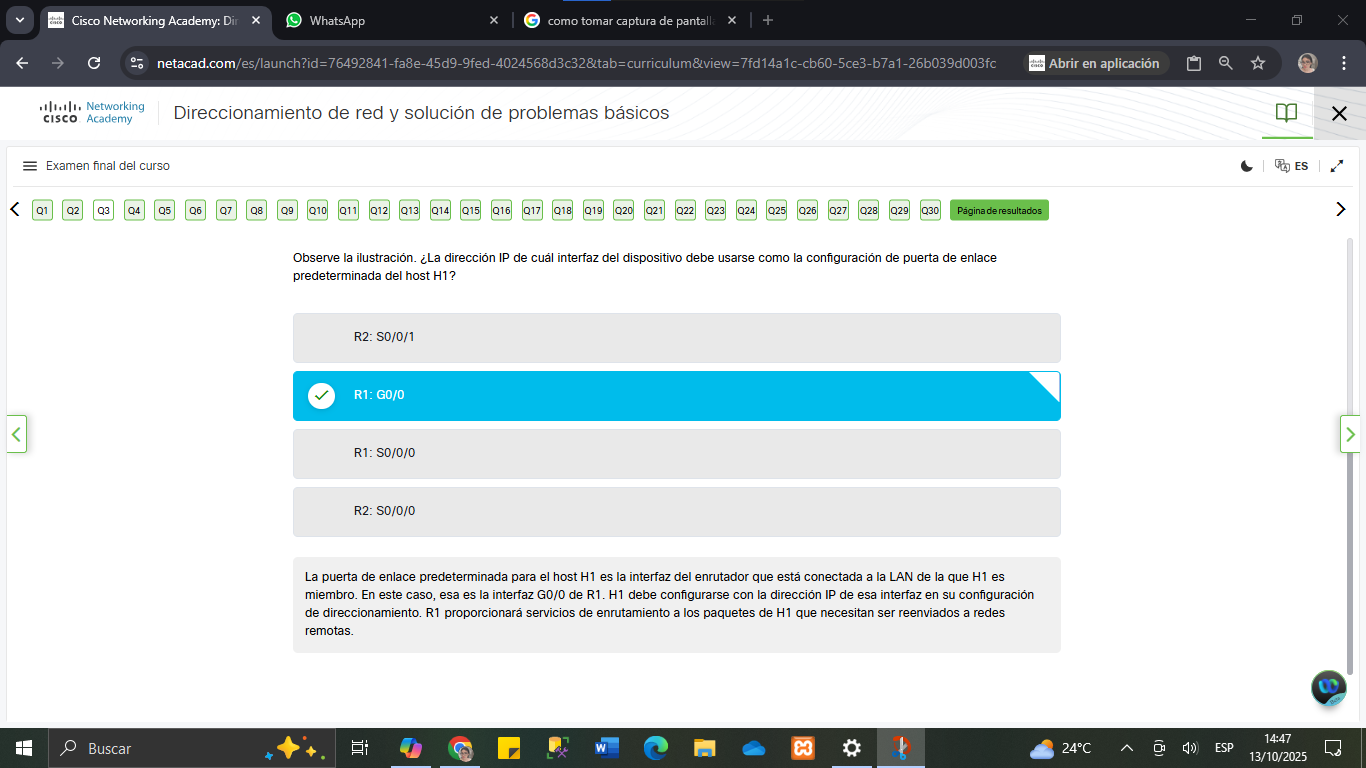 Cisco Networking Academy: Di
WhatsApp
como tomar captura de pantall
netacad.com/es/launch?id=76492841-fa8e-45d9-9fed-4024568d3c32&tab=curriculum&view=7fd14a1c-cb60-5ce3-b7a1-26b039d003fc
Abrir en aplicación
CISCO Networking Academy
Direccionamiento de red y solución de problemas básicos
Examen final del curso
ES
Q1 Q2 Q3 Q4 Q5 Q6 Q7 Q8 Q9 Q10 Q11 Q12 Q13 Q14 Q15 Q16 Q17 Q18 Q19 Q20 Q21 Q22 Q23 Q24 Q25 Q26 Q27 Q28 Q29 Q30 Página de resultados
Observe la ilustración. ¿La dirección IP de cuál interfaz del dispositivo debe usarse como la configuración de puerta de enlace
predeterminada del host H1?
R2: S0/0/1
R1: G0/0
R1: S0/0/0
R2: S0/0/0
La puerta de enlace predeterminada para el host H1 es la interfaz del enrutador que está conectada a la LAN de la que H1 es
miembro. En este caso, esa es la interfaz G0/0 de R1. H1 debe configurarse con la dirección IP de esa interfaz en su configuración
de direccionamiento. R1 proporcionará servicios de enrutamiento a los paquetes de H1 que necesitan ser reenviados a redes
remotas.
Buscar
24°C
ESP
14:47
13/10/2025